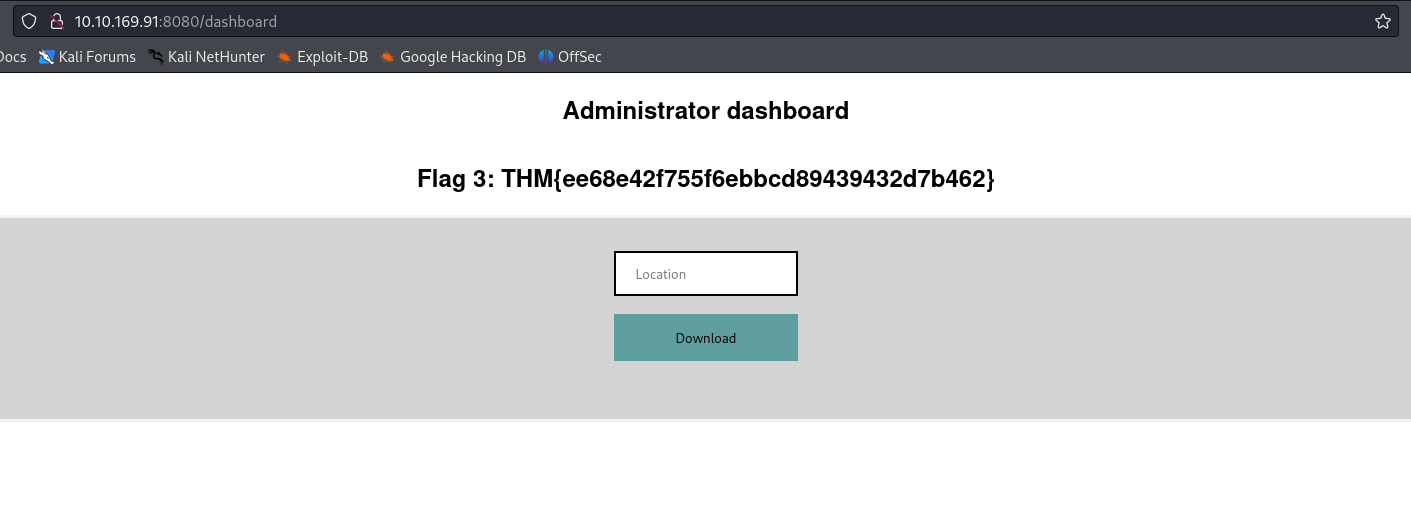 10.10.169.91:8080/dashboard
Docs Kali Forums Kali NetHunter Exploit-DB Google Hacking DB OffSec
Administrator dashboard
Flag 3: THM{ee68e42f755f6ebbcd89439432d7b462}
Location
Download